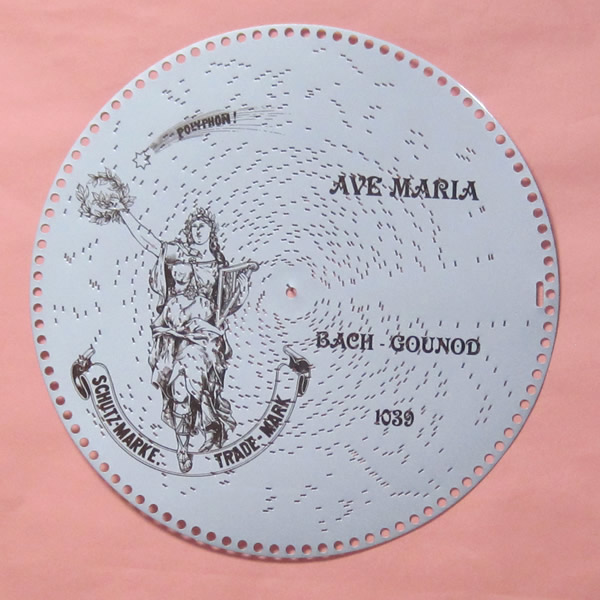 POLYPHON!
AVE MARIA
BACH - GOUNOD
1039
SCHUTZ-MARKE.
TRADE-MARK